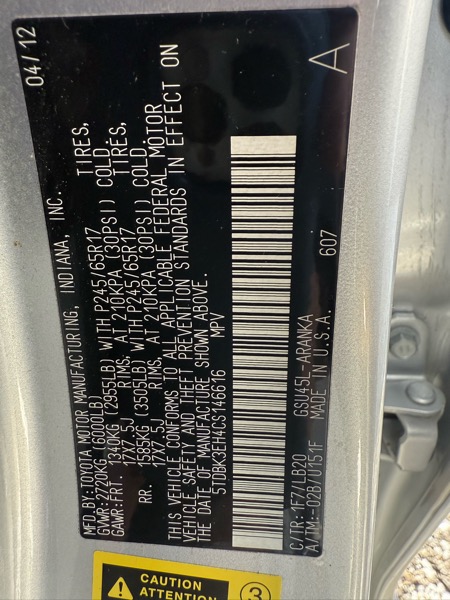 MFD.BY:TOYOTA MOTOR MANUFACTURING, INDIANA, INC. 04/12
GVWR:2720KG(6000LB)
GAWR:FRT. 1340KG (2955LB) WITH P245/65R17 TIRES,
17X7.5J RIMS, AT 210KPA (30PSI) COLD.
RR. 1585KG (3505LB) WITH P245/65R17 TIRES,
17X7.5J RIMS, AT 210KPA (30PSI) COLD.
THIS VEHICLE CONFORMS TO ALL APPLICABLE FEDERAL MOTOR
VEHICLE SAFETY AND THEFT PREVENTION STANDARDS IN EFFECT ON
THE DATE OF MANUFACTURE SHOWN ABOVE.
5TDBK3EH4CS146616 MPV
A
607
C/TR:1F7/LB20 GSU45L-ARANKA
A/TM:-02B/U151F MADE IN U.S.A.
CAUTION
ATTENTION
3